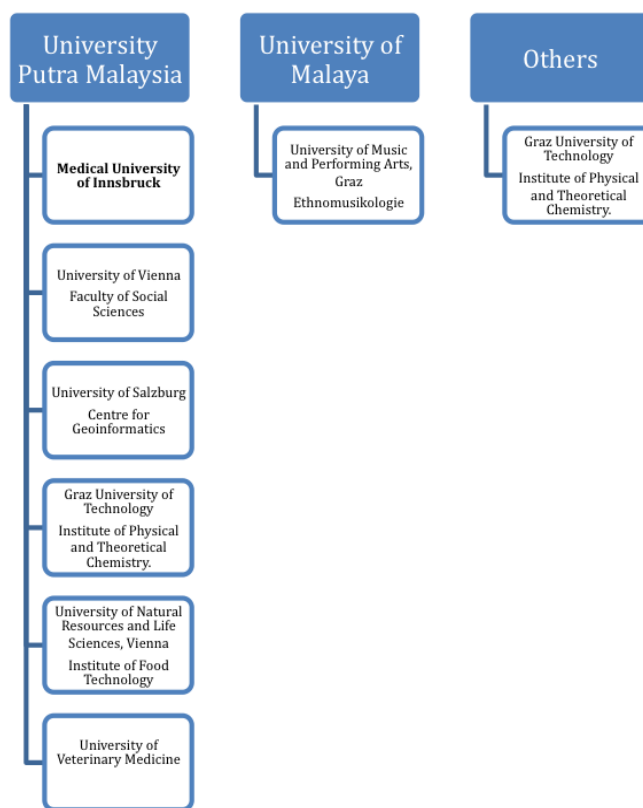 University
Putra Malaysia
Medical University
of Innsbruck
University of Vienna
Faculty of Social
Sciences
University of Salzburg
Centre for
Geoinformatics
Graz University of
Technology
Institute of Physical
and Theoretical
Chemistry.
University of Natural
Resources and Life
Sciences, Vienna
Institute of Food
Technology
University of
Veterinary Medicine
University of
Malaya
University of Music
and Performing Arts,
Graz
Ethnomusikologie
Others
Graz University of
Technology
Institute of Physical
and Theoretical
Chemistry.